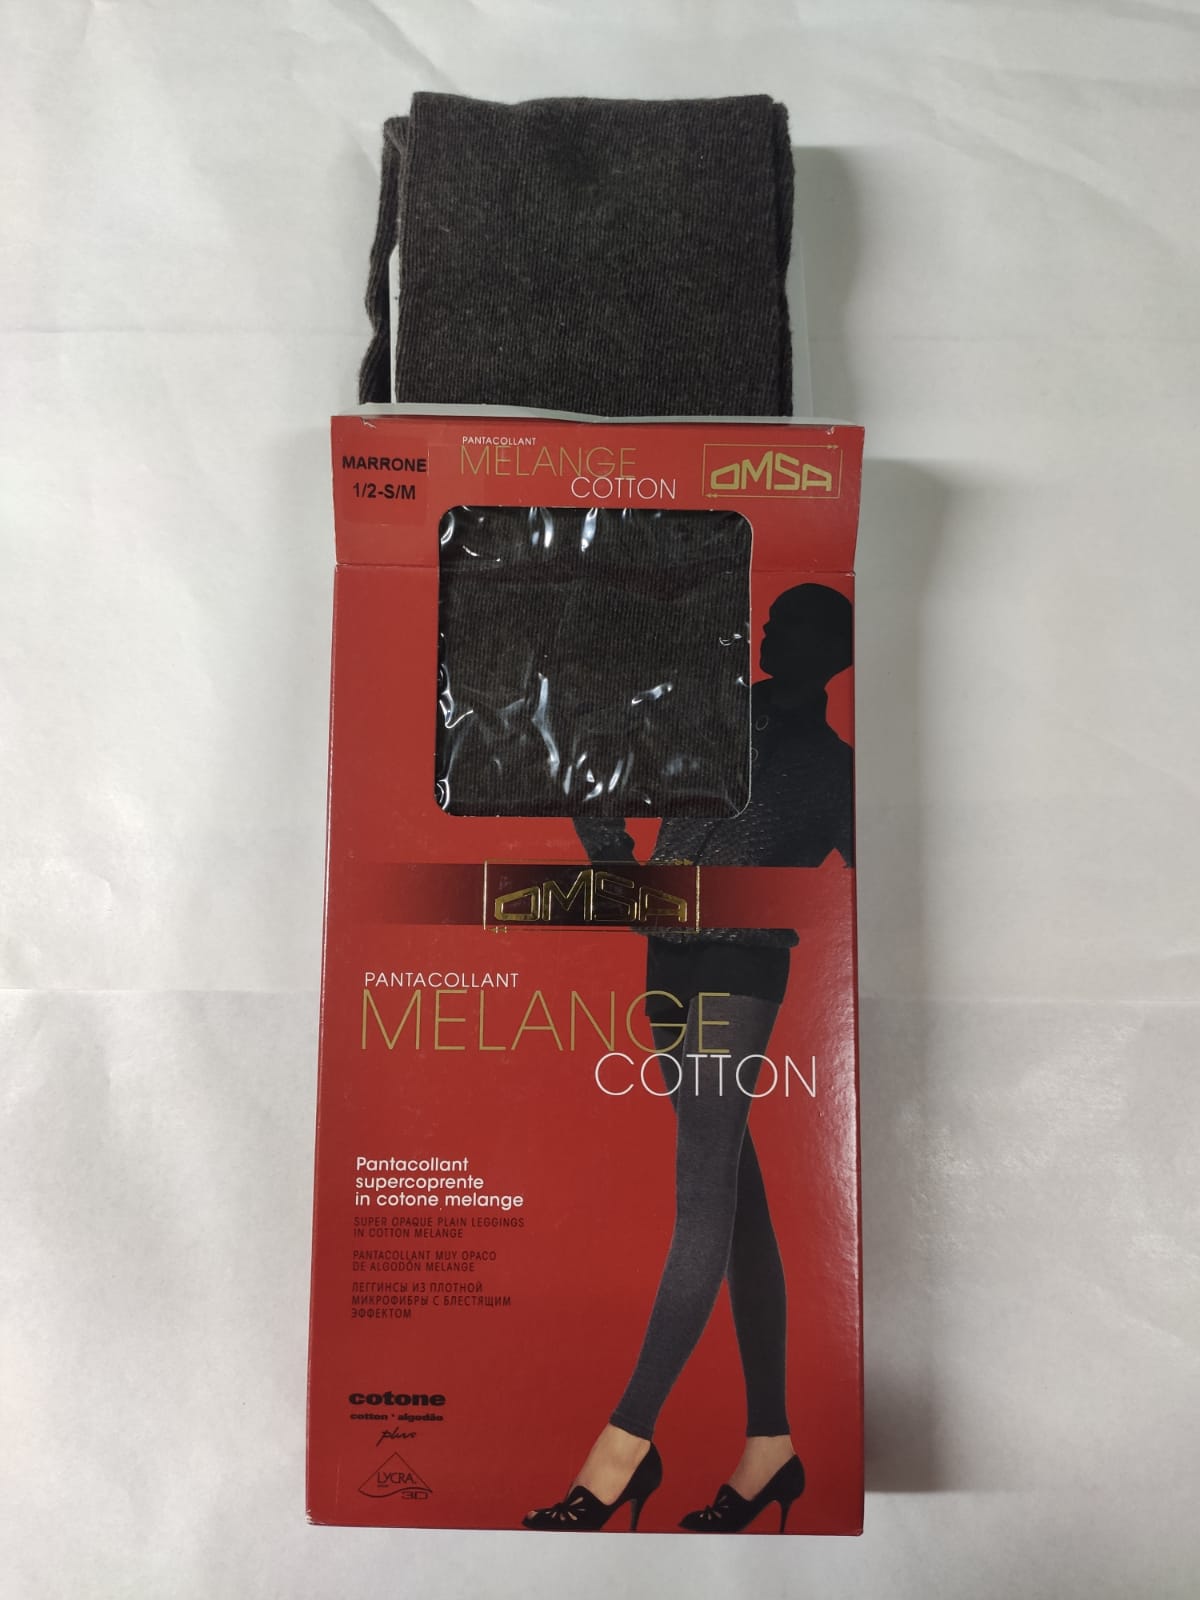 PANTACOLLANT
MELANGE
COTTON
OMSA
MARRONE
1/2-S/M
OMSA
PANTACOLLANT
MELANGE
COTTON
Pantacollant
supercoprente
in cotone melange
SUPER OPAQUE PLAIN LEGGINGS
IN COTTON MELANGE
PANTACOLLANT MUY OPACO
DE ALGODÓN MELANGE
ЛЕГГИНСЫ ИЗ ПЛОТНОЙ
МИКРОФИБРЫ С БЛЕСТЯЩИМ
ЭФФЕКТОМ
cotone
cotton · algodão
plus
LYCRA
3D